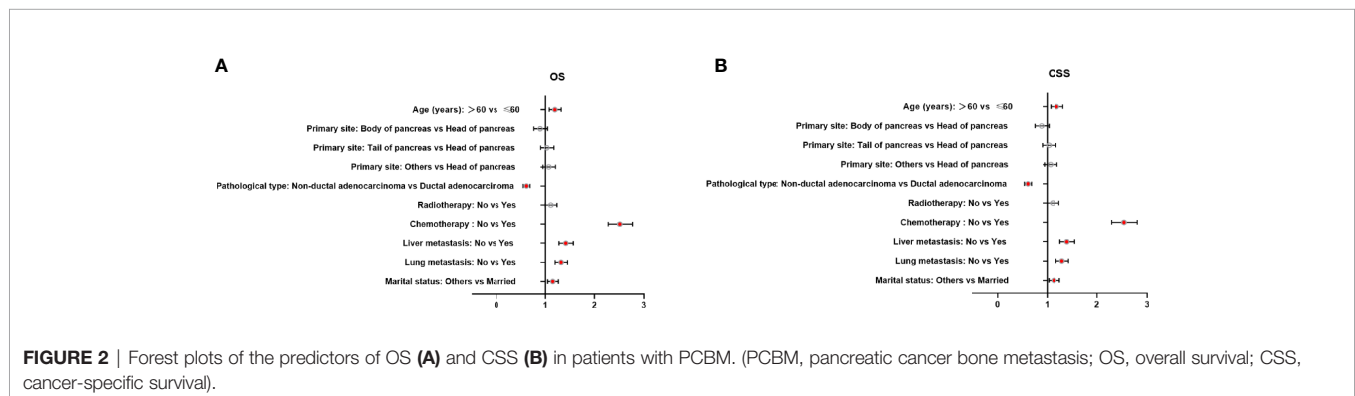 A
OS
Age (years): >60 vs ≤60
Primary site: Body of pancreas vs Head of pancreas
Primary site: Tail of pancreas vs Head of pancreas
Primary site: Others vs Head of pancreas
Pathological type: Non-ductal adenocarcinoma vs Ductal adenocarcinoma
Radiotherapy: No vs Yes
Chemotherapy : No vs Yes
Liver metastasis: No vs Yes
Lung metastasis: No vs Yes
Marital status: Others vs Married
0 1 2 3
B
CSS
Age (years): >60 vs ≤60
Primary site: Body of pancreas vs Head of pancreas
Primary site: Tail of pancreas vs Head of pancreas
Primary site: Others vs Head of pancreas
Pathological type: Non-ductal adenocarcinoma vs Ductal adenocarcinoma
Radiotherapy: No vs Yes
Chemotherapy : No vs Yes
Liver metastasis: No vs Yes
Lung metastasis: No vs Yes
Marital status: Others vs Married
0 1 2 3
FIGURE 2 | Forest plots of the predictors of OS (A) and CSS (B) in patients with PCBM. (PCBM, pancreatic cancer bone metastasis; OS, overall survival; CSS,
cancer-specific survival).